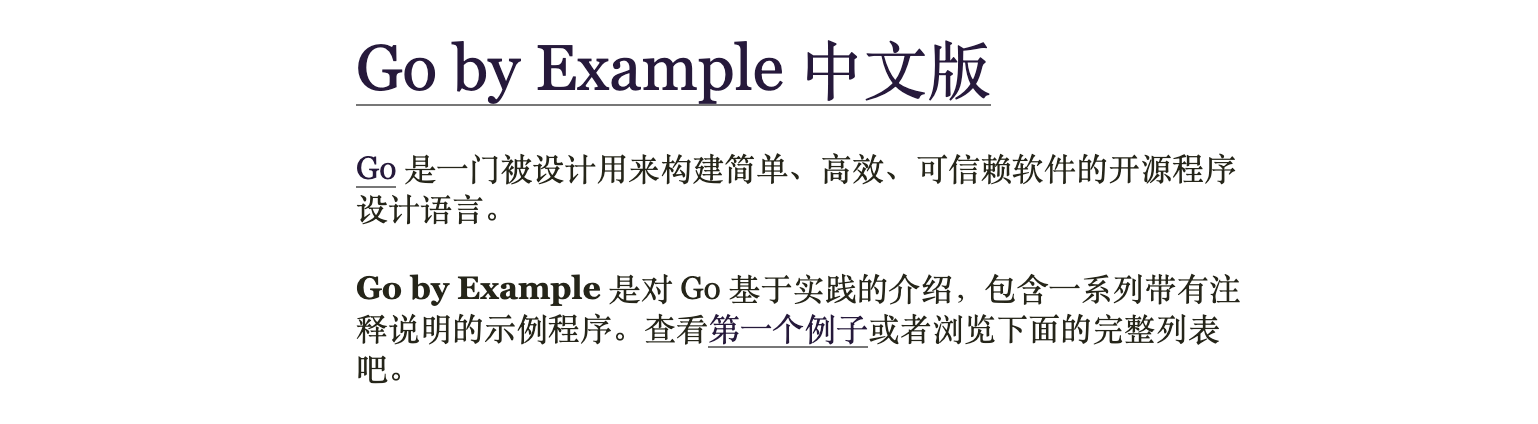 Go by Example 中文版
Go 是一门被设计用来构建简单、高效、可信赖软件的开源程序
设计语言。
Go by Example 是对 Go 基于实践的介绍，包含一系列带有注
释说明的示例程序。查看第一个例子或者浏览下面的完整列表
吧。